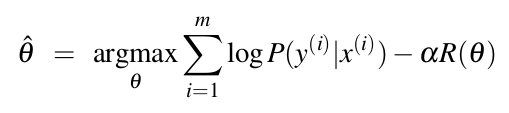 θ̂ = argmax_θ ∑_{i=1}^{m} log P(y^{(i)}|x^{(i)}) − αR(θ)